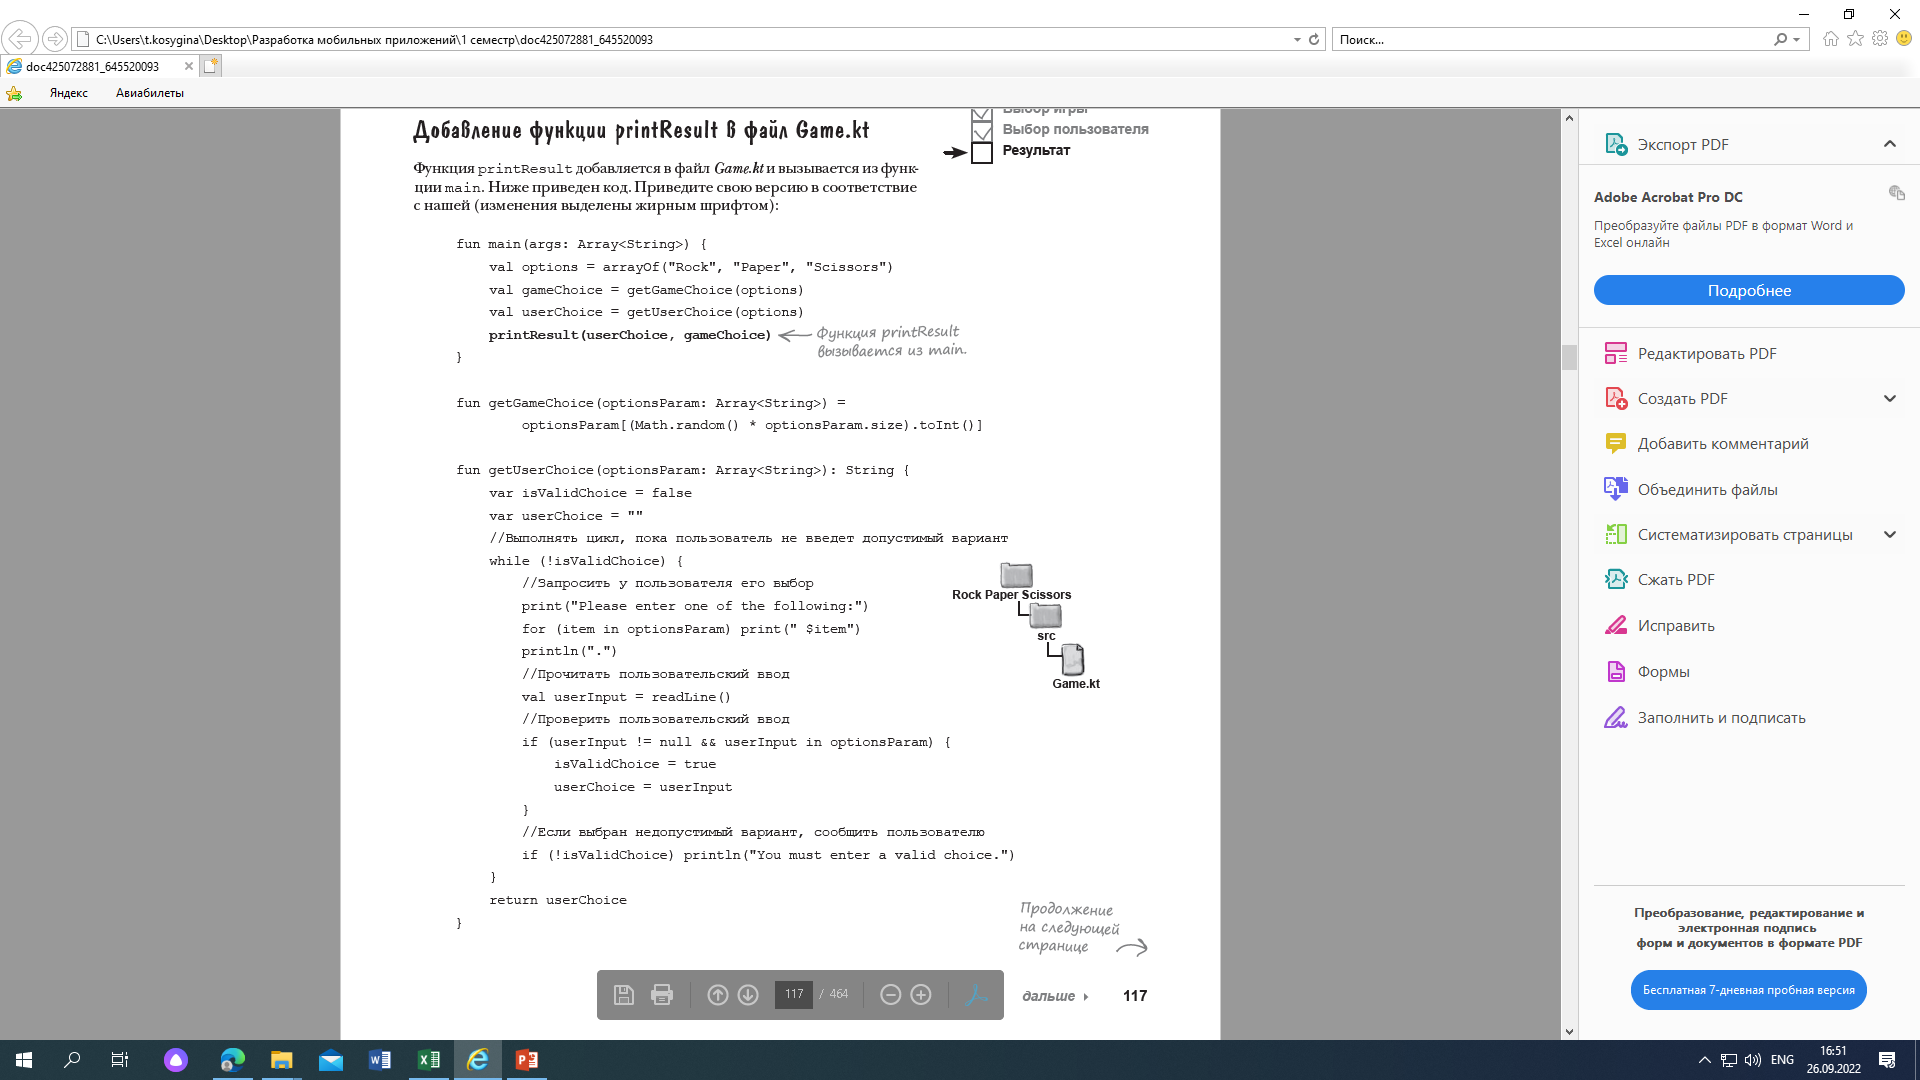 C:\Users\t.kosygina\Desktop\Разработка мобильных приложений\1 семестр\doc425072881_645520093
Поиск...
doc425072881_645520093
Яндекс
Авиабилеты
Добавление функции printResult в файл Game.kt
Выбор игры
Выбор пользователя
Результат
Функция printResult добавляется в файл Game.kt и вызывается из функ-
ции main. Ниже приведен код. Приведите свою версию в соответствие
с нашей (изменения выделены жирным шрифтом):
fun main(args: Array<String>) {
val options = arrayOf("Rock", "Paper", "Scissors")
val gameChoice = getGameChoice(options)
val userChoice = getUserChoice(options)
printResult(userChoice, gameChoice)
Функция printResult
вызывается из main.
}
fun getGameChoice(optionsParam: Array<String>) =
optionsParam[(Math.random() * optionsParam.size).toInt()]
fun getUserChoice(optionsParam: Array<String>): String {
var isValidChoice = false
var userChoice = ""
//Выполнять цикл, пока пользователь не введет допустимый вариант
while (!isValidChoice) {
//Запросить у пользователя его выбор
print("Please enter one of the following:")
for (item in optionsParam) print(" $item")
println(".")
//Прочитать пользовательский ввод
val userInput = readLine()
//Проверить пользовательский ввод
if (userInput != null && userInput in optionsParam) {
isValidChoice = true
userChoice = userInput
}
//Если выбран недопустимый вариант, сообщить пользователю
if (!isValidChoice) println("You must enter a valid choice.")
}
return userChoice
}
Rock Paper Scissors
src
Game.kt
Продолжение
на следующей
странице
117 / 464
дальше
117
Экспорт PDF
Adobe Acrobat Pro DC
Преобразуйте файлы PDF в формат Word и
Excel онлайн
Подробнее
Редактировать PDF
Создать PDF
Добавить комментарий
Объединить файлы
Систематизировать страницы
Сжать PDF
Исправить
Формы
Заполнить и подписать
Преобразование, редактирование и
электронная подпись
форм и документов в формате PDF
Бесплатная 7-дневная пробная версия
ENG
16:51
26.09.2022